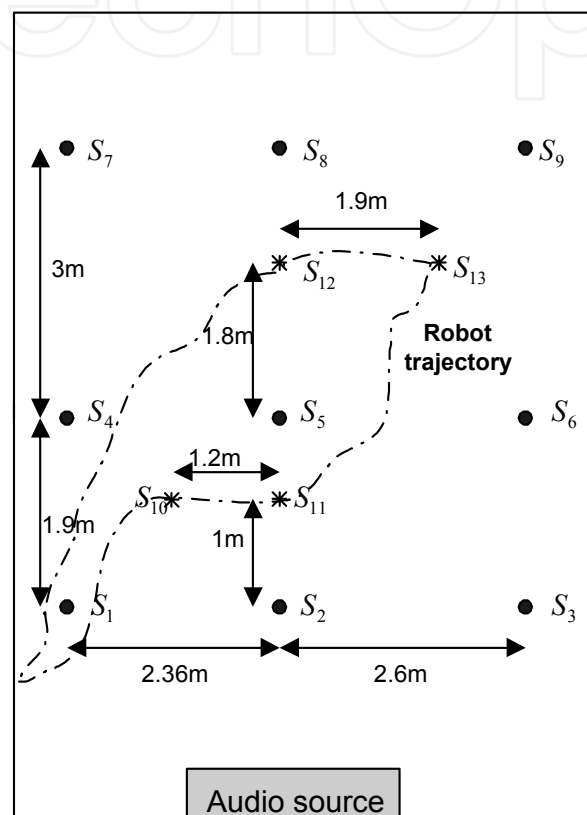 S7
S8
S9
1.9m
3m
S12
S13
1.8m
Robot
trajectory
S4
S5
S6
1.2m
S10
S11
1.9m
1m
S1
S2
S3
2.36m
2.6m
Audio source